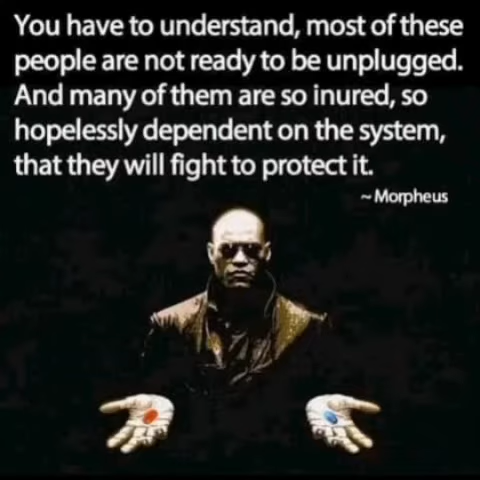 You have to understand, most of these
people are not ready to be unplugged.
And many of them are so inured, so
hopelessly dependent on the system,
that they will fight to protect it.
~ Morpheus